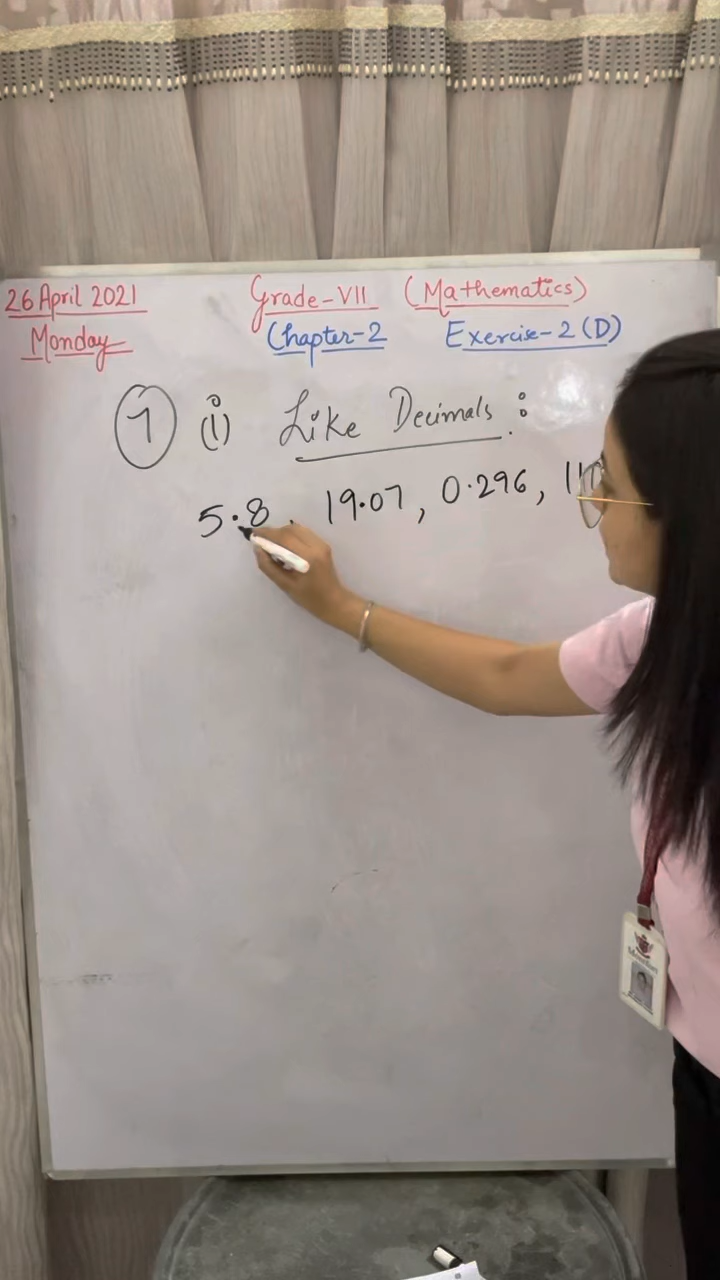 26 April 2021 Grade-VII (Mathematics)
Monday Chapter-2 Exercise-2(D)
1 (i) Like Decimals:
5.8, 19.07, 0.296,